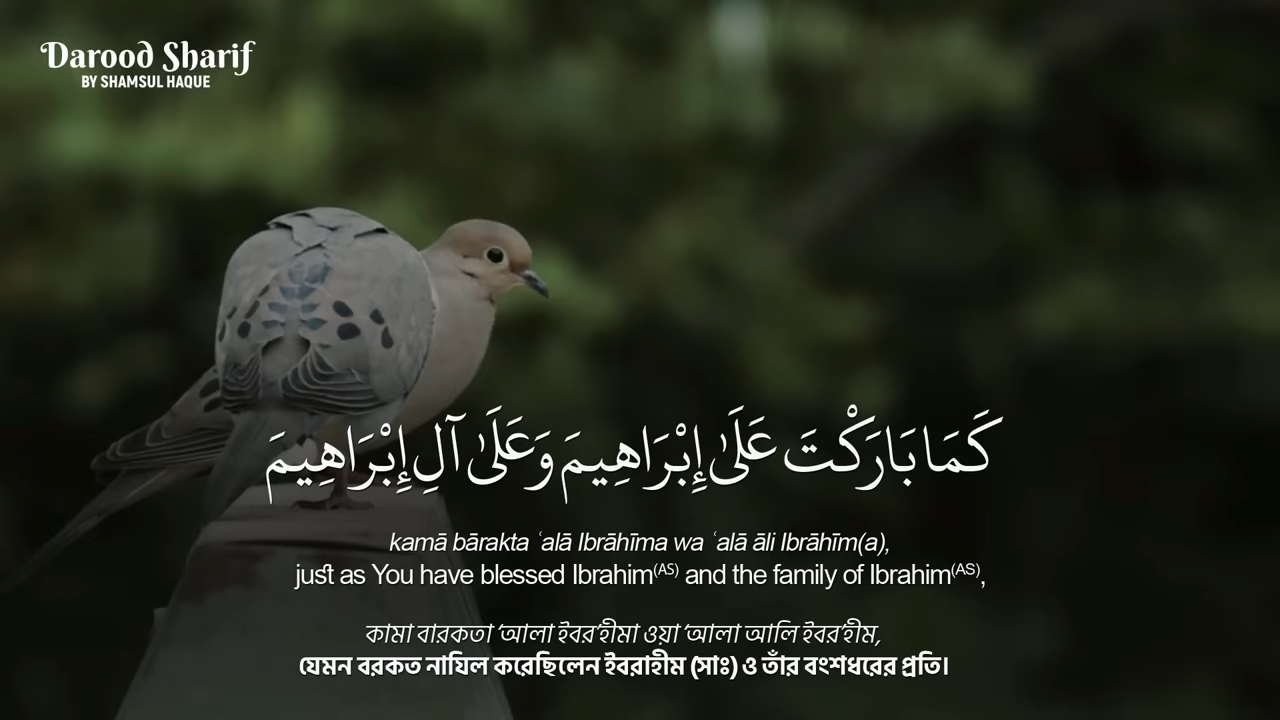 Darood Sharif
BY SHAMSUL HAQUE
كَمَا بَارَكْتَ عَلَىٰ إِبْرَاهِيمَ وَعَلَىٰ آلِ إِبْرَاهِيمَ
kamā bārakta ʿalā Ibrāhīma wa ʿalā āli Ibrāhīm(a),
just as You have blessed Ibrahim(AS) and the family of Ibrahim(AS),
কামা বারকতা ‘আলা ইবর‘হীমা ওয়া ‘আলা আলি ইবর‘হীম,
যেমন বরকত নাযিল করেছিলেন ইবরাহীম (সাঃ) ও তাঁর বংশধরের প্রতি।